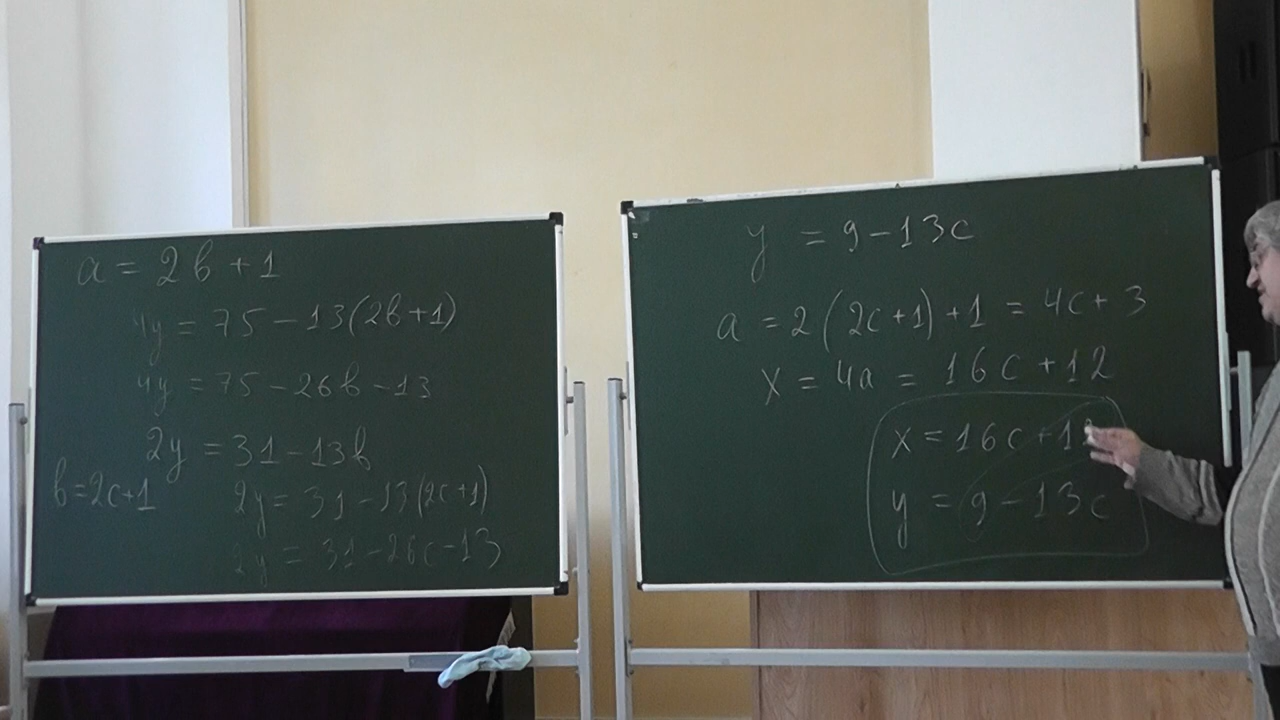 a = 2b + 1
4y = 75 - 13(2b+1)
4y = 75 - 26b - 13
2y = 31 - 13b
b = 2c+1
2y = 31 - 13(2c+1)
2y = 31 - 26c - 13
y = 9 - 13c
a = 2(2c+1)+1 = 4c + 3
x = 4a = 16c + 12
x = 16c + 12
y = 9 - 13c